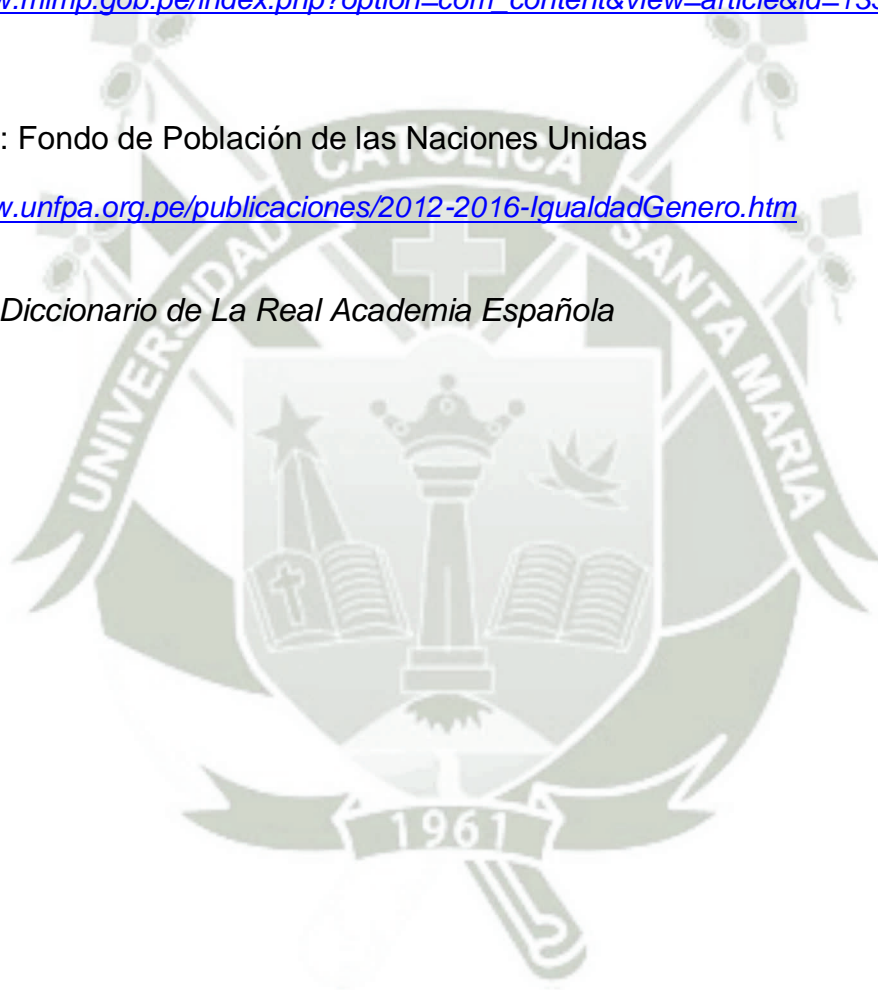 w.mimp.gob.pe/index.php?option=com_content&view=article&id=133
: Fondo de Población de las Naciones Unidas
w.unfpa.org.pe/publicaciones/2012-2016-IgualdadGenero.htm
Diccionario de La Real Academia Española
UNIVERSIDAD CATOLICA SANTA MARIA
1961